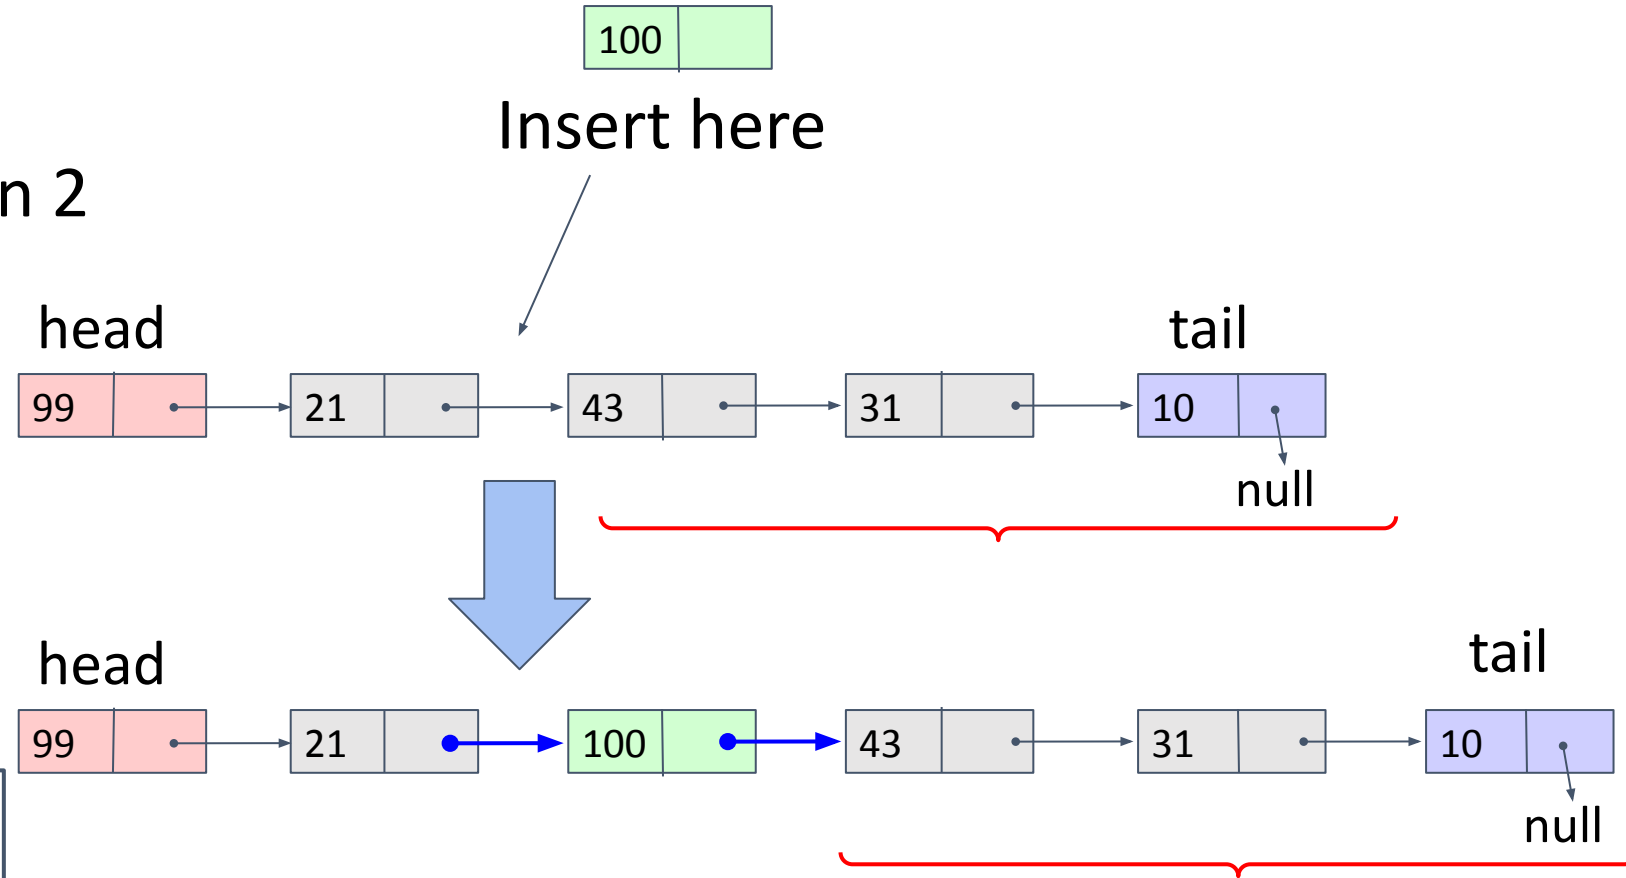 100
Insert here
n 2
head
tail
99 21 43 31 10
null
head
tail
99 21 100 43 31 10
null